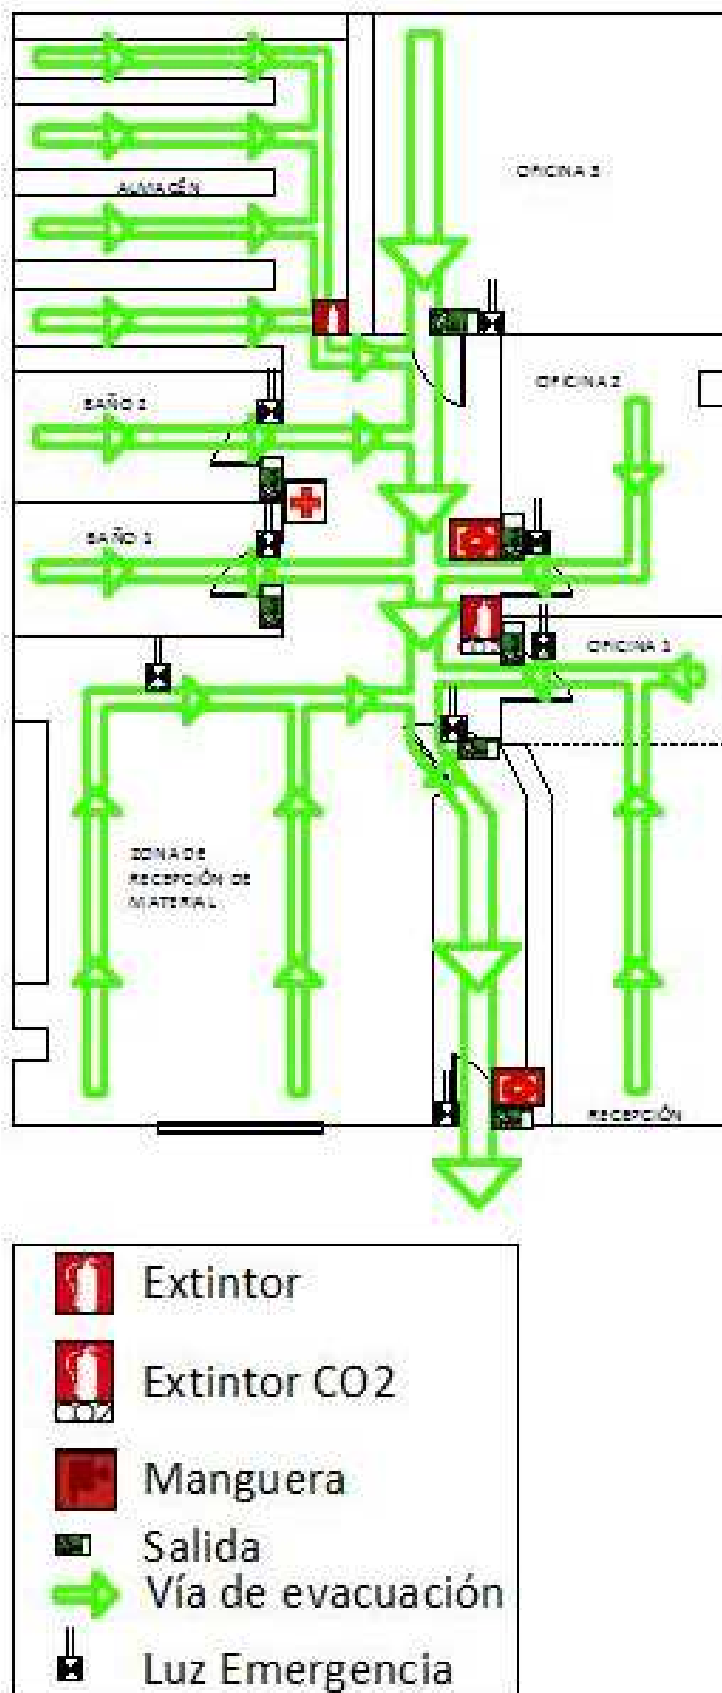 OFICINA 3
ALMACÉN
OFICINA 2
BAÑO 2
BAÑO 1
OFICINA 1
ZONA DE
RECEPCIÓN DE
MATERIAL
RECEPCIÓN
Extintor
CO2
Extintor CO2
Manguera
Salida
Vía de evacuación
Luz Emergencia